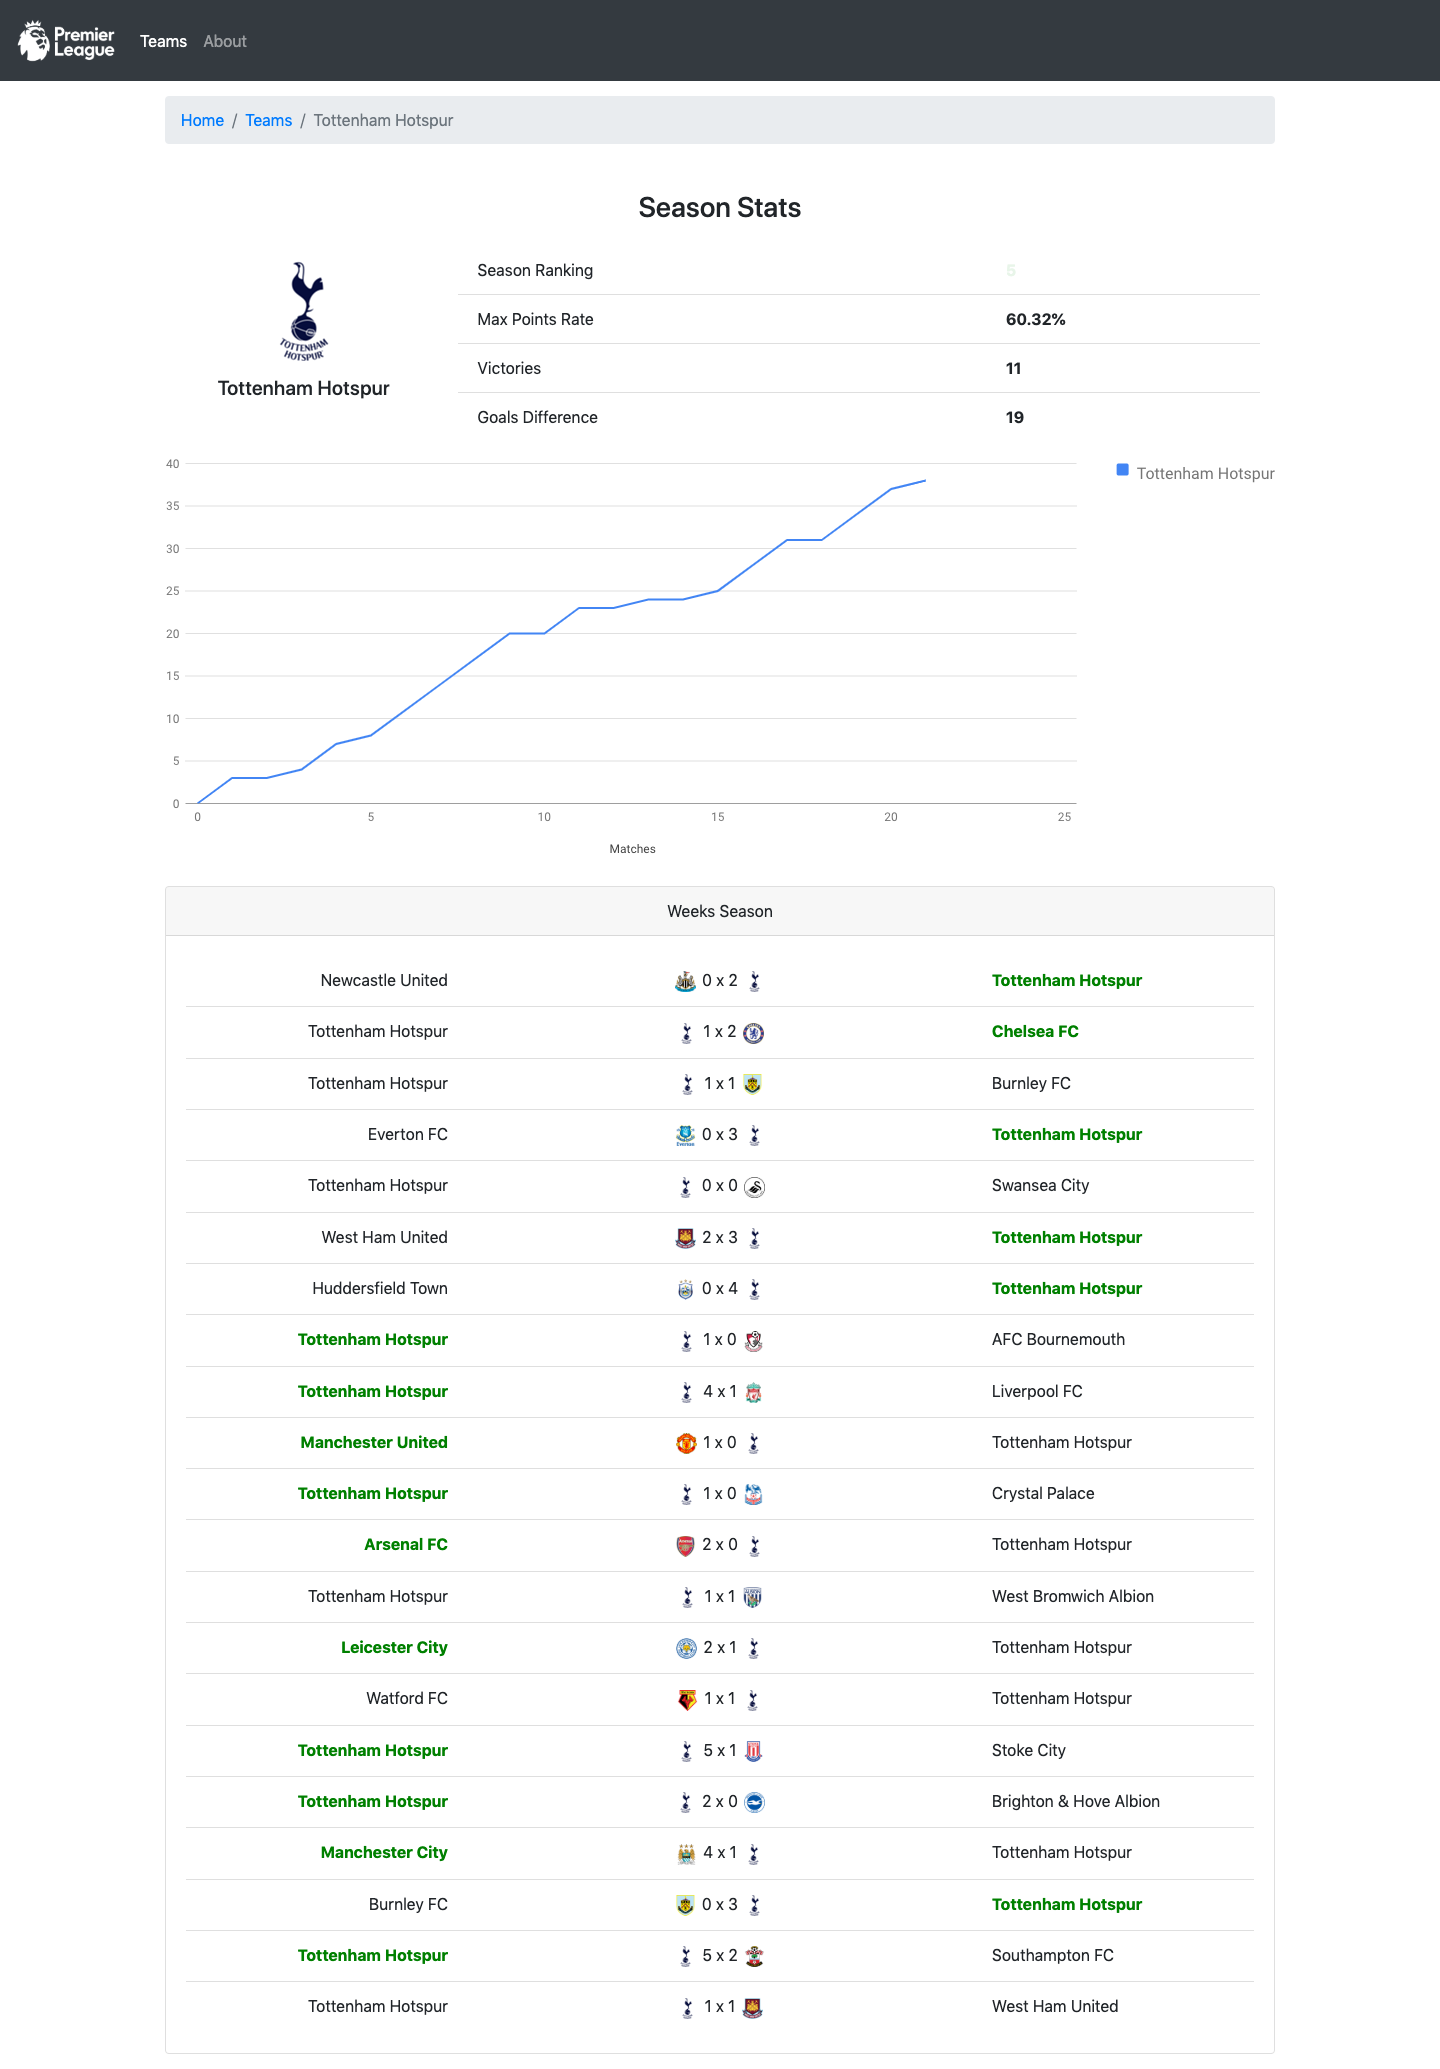 Premier League Teams About
Home / Teams / Tottenham Hotspur
Season Stats
TOTTENHAM
HOTSPUR
Tottenham Hotspur
Season Ranking 5
Max Points Rate 60.32%
Victories 11
Goals Difference 19
Tottenham Hotspur
40
35
30
25
20
15
10
5
0
0 5 10 15 20 25
Matches
Weeks Season
Newcastle United 0 x 2 Tottenham Hotspur
Tottenham Hotspur 1 x 2 Chelsea FC
Tottenham Hotspur 1 x 1 Burnley FC
Everton FC 0 x 3 Tottenham Hotspur
Tottenham Hotspur 0 x 0 Swansea City
West Ham United 2 x 3 Tottenham Hotspur
Huddersfield Town 0 x 4 Tottenham Hotspur
Tottenham Hotspur 1 x 0 AFC Bournemouth
Tottenham Hotspur 4 x 1 Liverpool FC
Manchester United 1 x 0 Tottenham Hotspur
Tottenham Hotspur 1 x 0 Crystal Palace
Arsenal FC 2 x 0 Tottenham Hotspur
Tottenham Hotspur 1 x 1 West Bromwich Albion
Leicester City 2 x 1 Tottenham Hotspur
Watford FC 1 x 1 Tottenham Hotspur
Tottenham Hotspur 5 x 1 Stoke City
Tottenham Hotspur 2 x 0 Brighton & Hove Albion
Manchester City 4 x 1 Tottenham Hotspur
Burnley FC 0 x 3 Tottenham Hotspur
Tottenham Hotspur 5 x 2 Southampton FC
Tottenham Hotspur 1 x 1 West Ham United